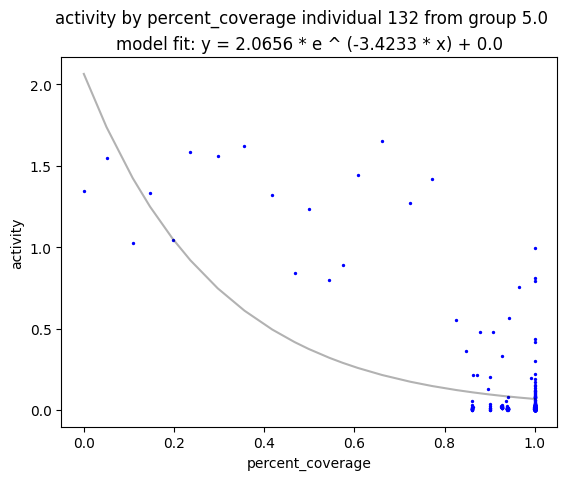 activity by percent_coverage individual 132 from group 5.0
model fit: y = 2.0656 * e ^ (-3.4233 * x) + 0.0
2.0
1.5
1.0
0.5
0.0
activity
0.0 0.2 0.4 0.6 0.8 1.0
percent_coverage